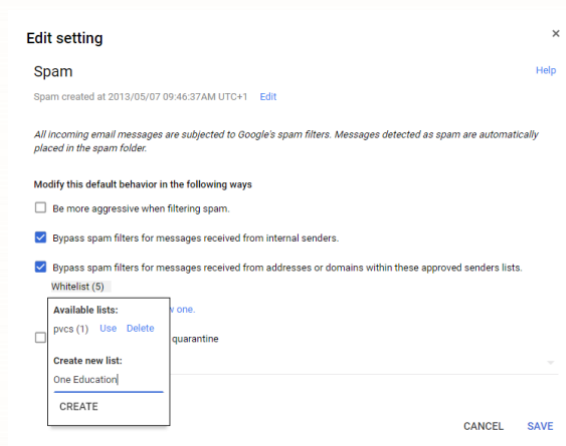 Edit setting
×
Spam
Help
Spam created at 2013/05/07 09:46:37AM UTC+1 Edit
All incoming email messages are subjected to Google's spam filters. Messages detected as spam are automatically
placed in the spam folder.
Modify this default behavior in the following ways
Be more aggressive when filtering spam.
Bypass spam filters for messages received from internal senders.
Bypass spam filters for messages received from addresses or domains within these approved senders lists.
Whitelist (5)
Available lists:
one.
pvcs (1) Use Delete
quarantine
Create new list:
One Education
CREATE
CANCEL SAVE